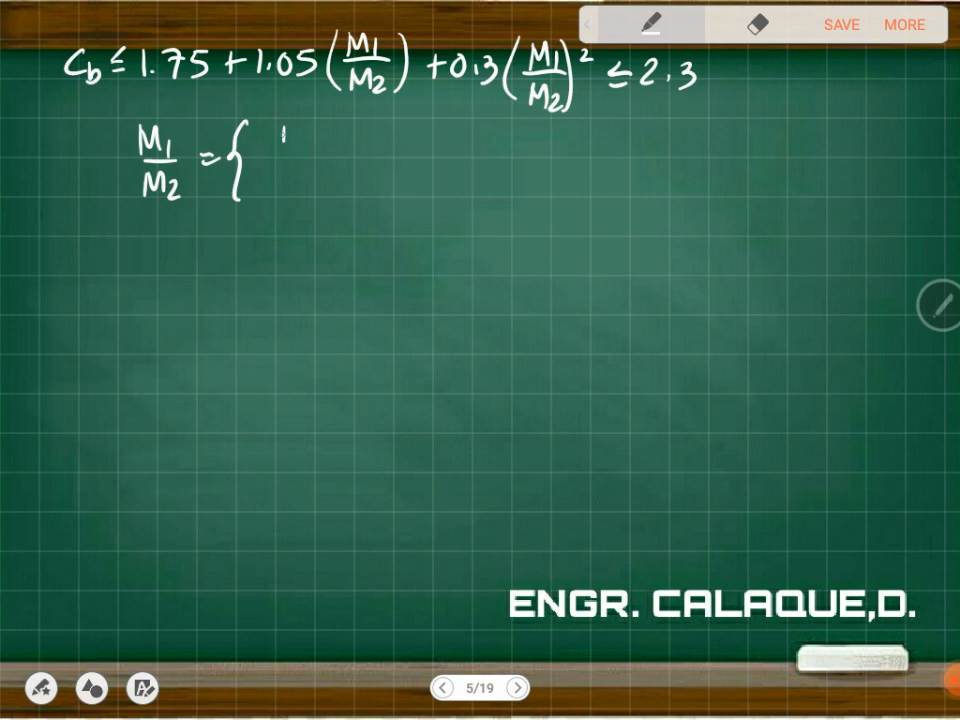 SAVE MORE
C_b ≤ 1.75 + 1.05 (M1/M2) + 0.3 (M1/M2)² ≤ 2.3
M1/M2 = {
ENGR. CALAQUE,D.
5/19